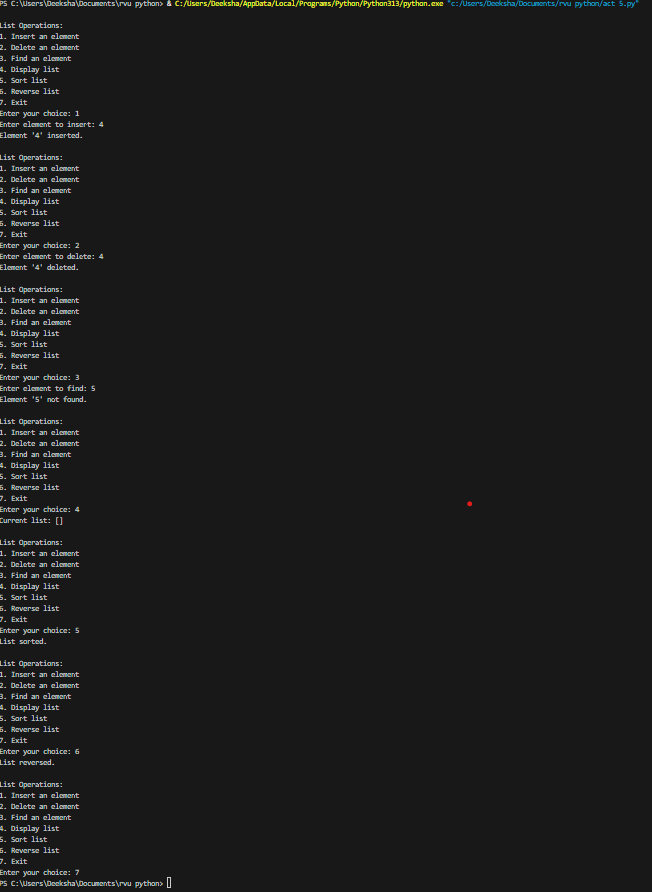 PS C:\Users\Deeksha\Documents\rvu python> & C:/Users/Deeksha/AppData/Local/Programs/Python/Python313/python.exe "c:/Users/Deeksha/Documents/rvu python/act 5.py"
List Operations:
1. Insert an element
2. Delete an element
3. Find an element
4. Display list
5. Sort list
6. Reverse list
7. Exit
Enter your choice: 1
Enter element to insert: 4
Element '4' inserted.
List Operations:
1. Insert an element
2. Delete an element
3. Find an element
4. Display list
5. Sort list
6. Reverse list
7. Exit
Enter your choice: 2
Enter element to delete: 4
Element '4' deleted.
List Operations:
1. Insert an element
2. Delete an element
3. Find an element
4. Display list
5. Sort list
6. Reverse list
7. Exit
Enter your choice: 3
Enter element to find: 5
Element '5' not found.
List Operations:
1. Insert an element
2. Delete an element
3. Find an element
4. Display list
5. Sort list
6. Reverse list
7. Exit
Enter your choice: 4
Current list: []
List Operations:
1. Insert an element
2. Delete an element
3. Find an element
4. Display list
5. Sort list
6. Reverse list
7. Exit
Enter your choice: 5
List sorted.
List Operations:
1. Insert an element
2. Delete an element
3. Find an element
4. Display list
5. Sort list
6. Reverse list
7. Exit
Enter your choice: 6
List reversed.
List Operations:
1. Insert an element
2. Delete an element
3. Find an element
4. Display list
5. Sort list
6. Reverse list
7. Exit
Enter your choice: 7
PS C:\Users\Deeksha\Documents\rvu python>